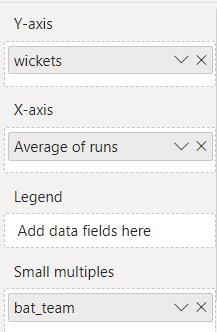 Y-axis
wickets
X-axis
Average of runs
Legend
Add data fields here
Small multiples
bat_team